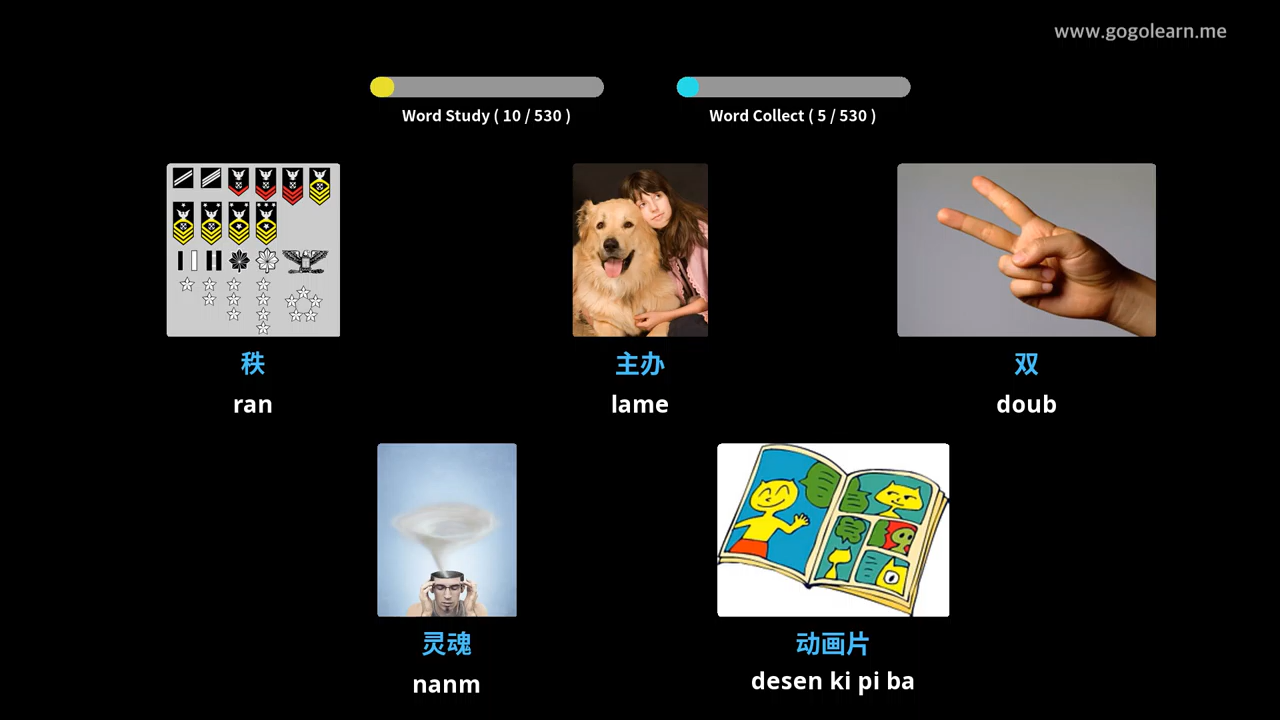 www.gogolearn.me
Word Study ( 10 / 530 )
Word Collect ( 5 / 530 )
秩
ran
主办
lame
双
doub
灵魂
nanm
动画片
desen ki pi ba